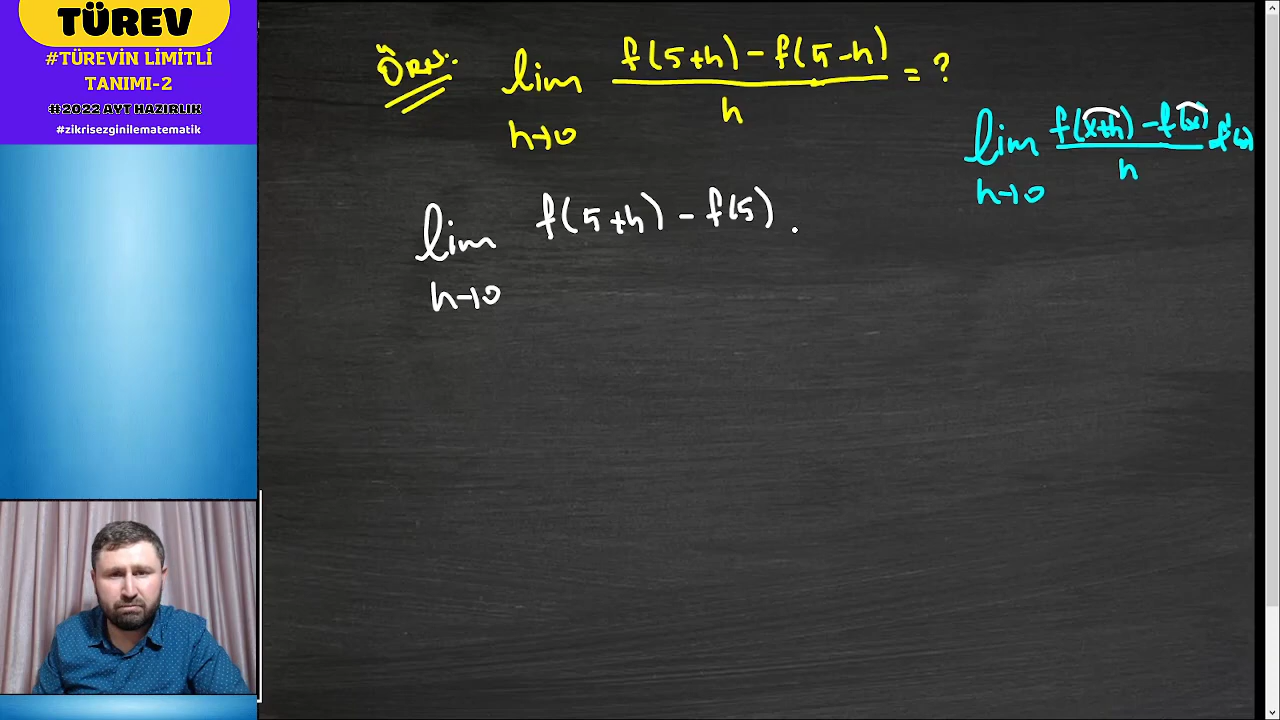 TÜREV
#TÜREVİN LİMİTLİ
TANIMI-2
#2022 AYT HAZIRLIK
#zikrisezginilematematik
ÖRN:
lim f(5+h) - f(5-h) = ?
h→0 h
lim f(x+h) - f(x) f'(x)
h→0 h
lim f(5+h) - f(5) .
h→0